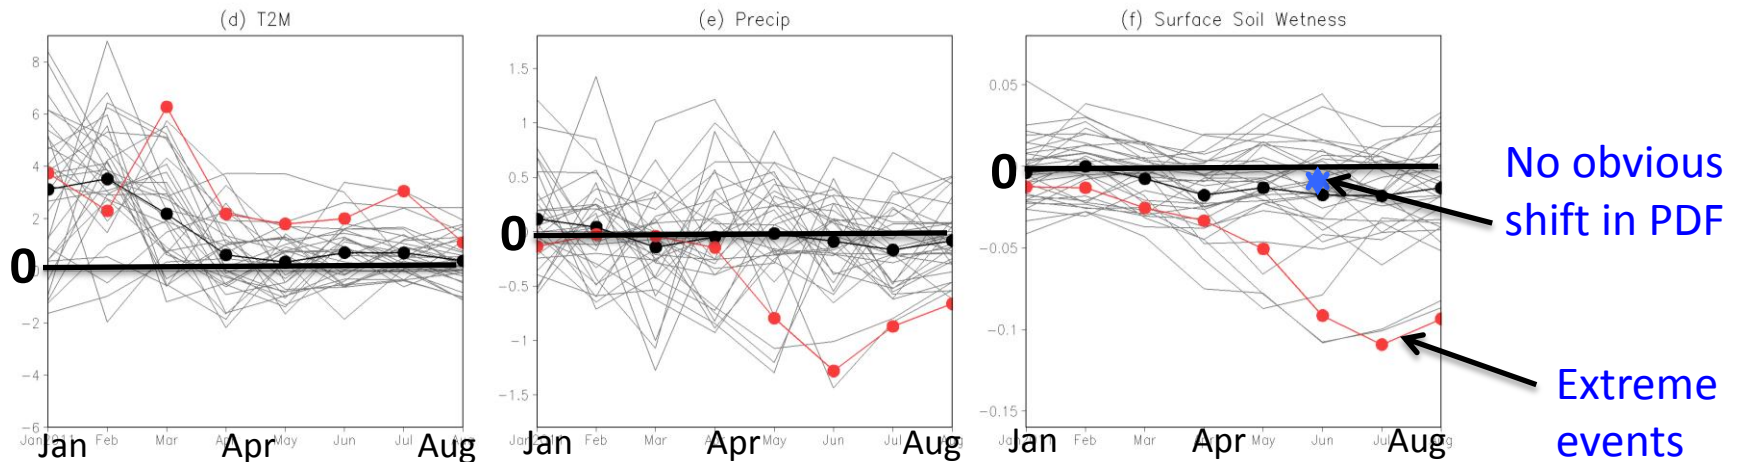 (d) T2M
8
6
4
2
0
-2
-4
-6
Feb Mar May Jun Jul
Jan Apr Aug
(e) Precip
1.5
1
0.5
0
-0.5
-1
-1.5
Feb Mar May Jun Jul
Jan Apr Aug
(f) Surface Soil Wetness
0.05
0
-0.05
-0.1
-0.15
Feb Mar May Jun
Jan Apr Aug
No obvious
shift in PDF
Extreme
events